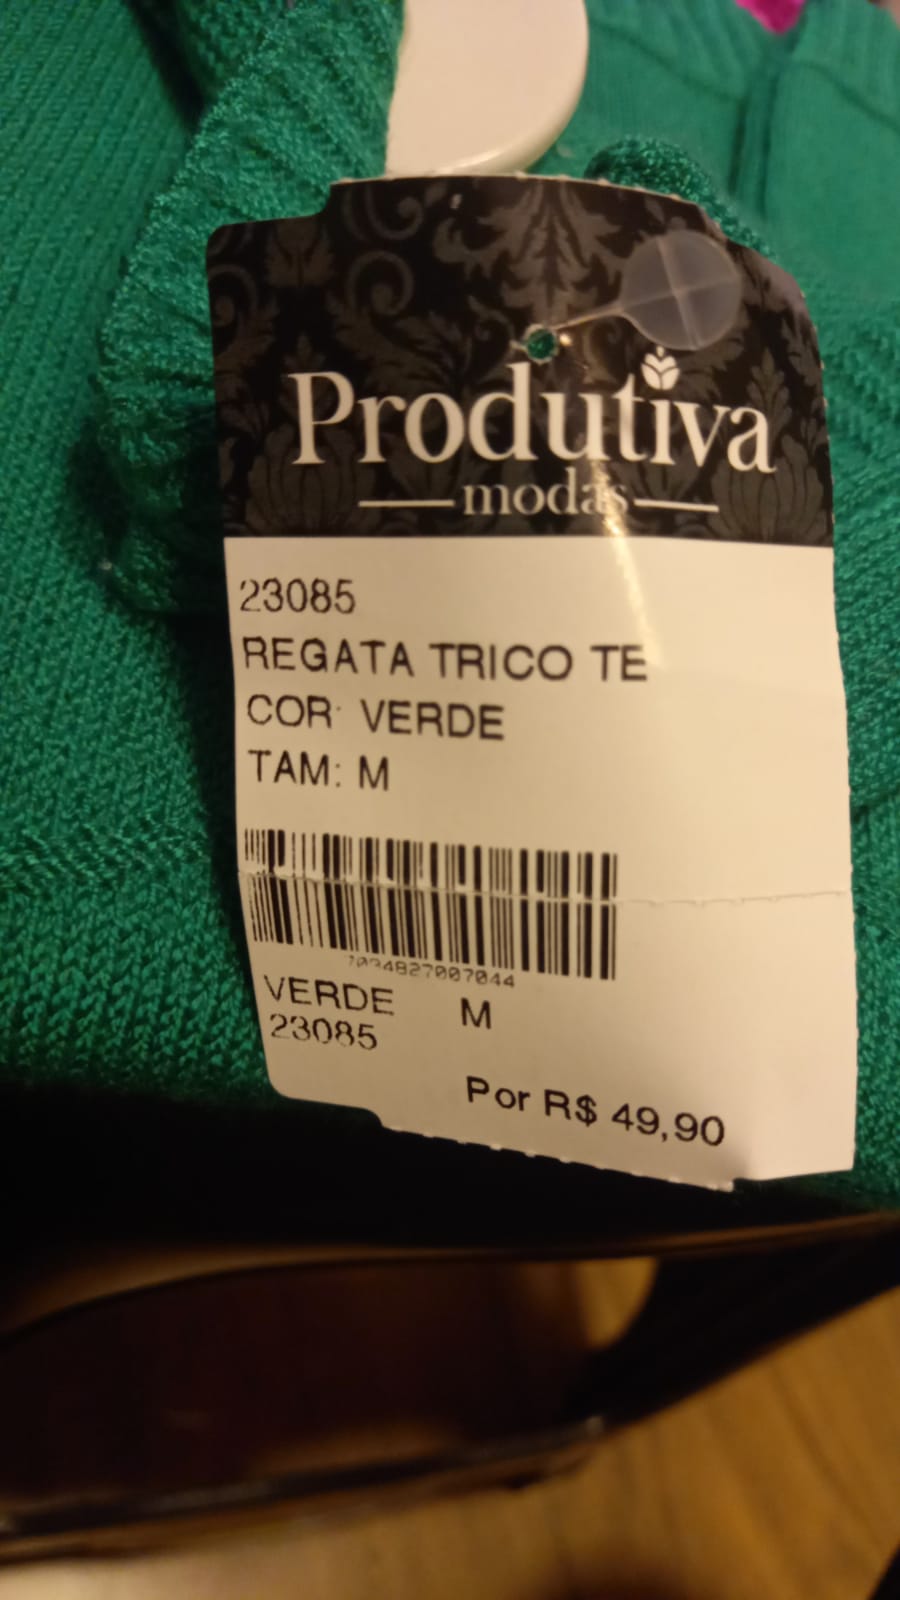 Produtiva
modas
23085
REGATA TRICO TE
COR: VERDE
TAM: M
VERDE M
23085
Por R$ 49,90